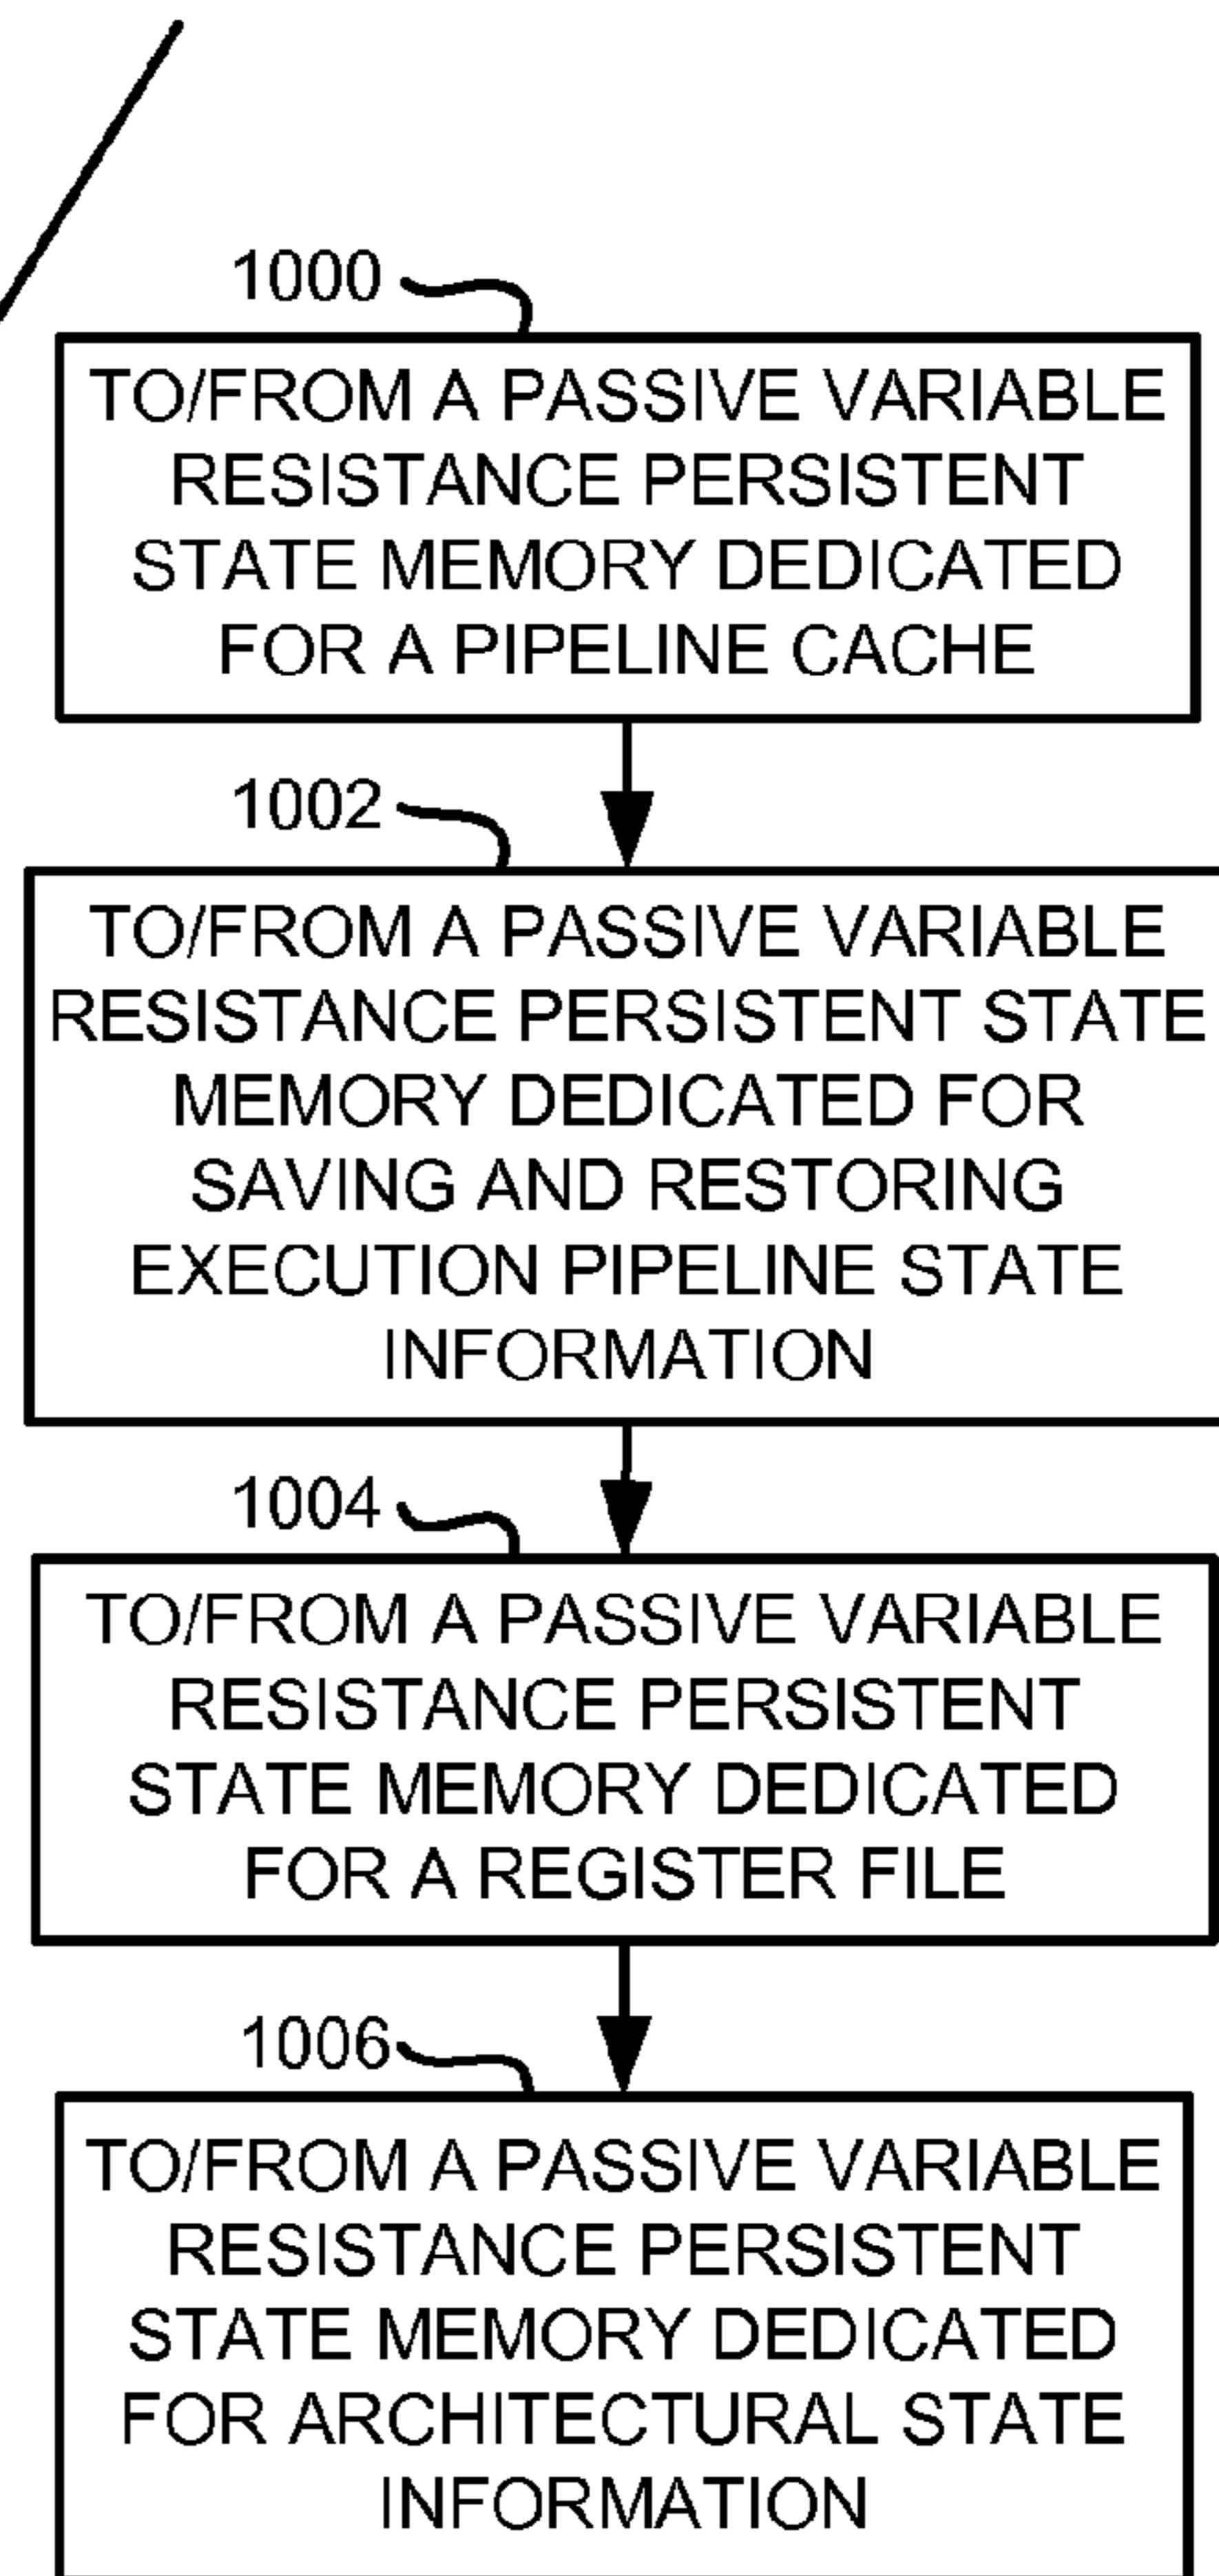 1000
TO/FROM A PASSIVE VARIABLE
RESISTANCE PERSISTENT
STATE MEMORY DEDICATED
FOR A PIPELINE CACHE
1002
TO/FROM A PASSIVE VARIABLE
RESISTANCE PERSISTENT STATE
MEMORY DEDICATED FOR
SAVING AND RESTORING
EXECUTION PIPELINE STATE
INFORMATION
1004
TO/FROM A PASSIVE VARIABLE
RESISTANCE PERSISTENT
STATE MEMORY DEDICATED
FOR A REGISTER FILE
1006
TO/FROM A PASSIVE VARIABLE
RESISTANCE PERSISTENT
STATE MEMORY DEDICATED
FOR ARCHITECTURAL STATE
INFORMATION